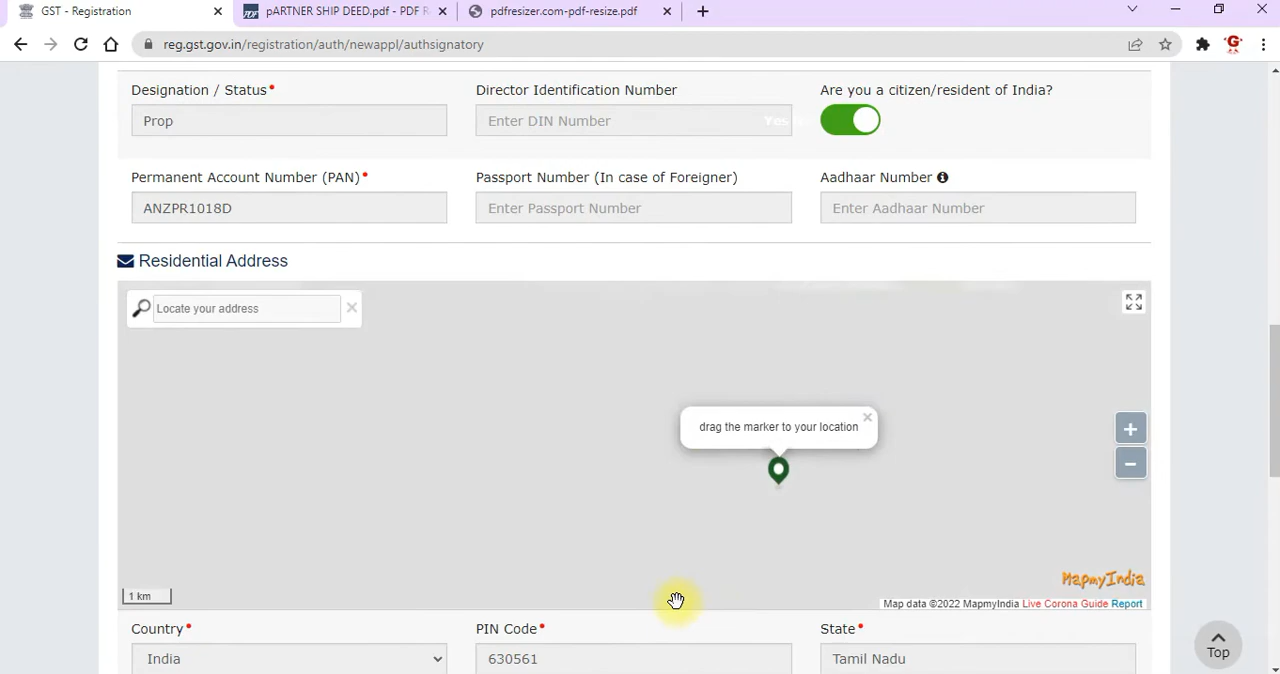 GST - Registration
pARTNER SHIP DEED.pdf - PDF R
pdfresizer.com-pdf-resize.pdf
reg.gst.gov.in/registration/auth/newappl/authsignatory
Designation / Status•
Director Identification Number
Are you a citizen/resident of India?
Prop
Enter DIN Number
Yes
Permanent Account Number (PAN)•
Passport Number (In case of Foreigner)
Aadhaar Number
ANZPR1018D
Enter Passport Number
Enter Aadhaar Number
Residential Address
Locate your address
drag the marker to your location
+
−
MapmyIndia
1 km
Map data ©2022 MapmyIndia Live Corona Guide Report
Country•
PIN Code•
State•
India
630561
Tamil Nadu
Top